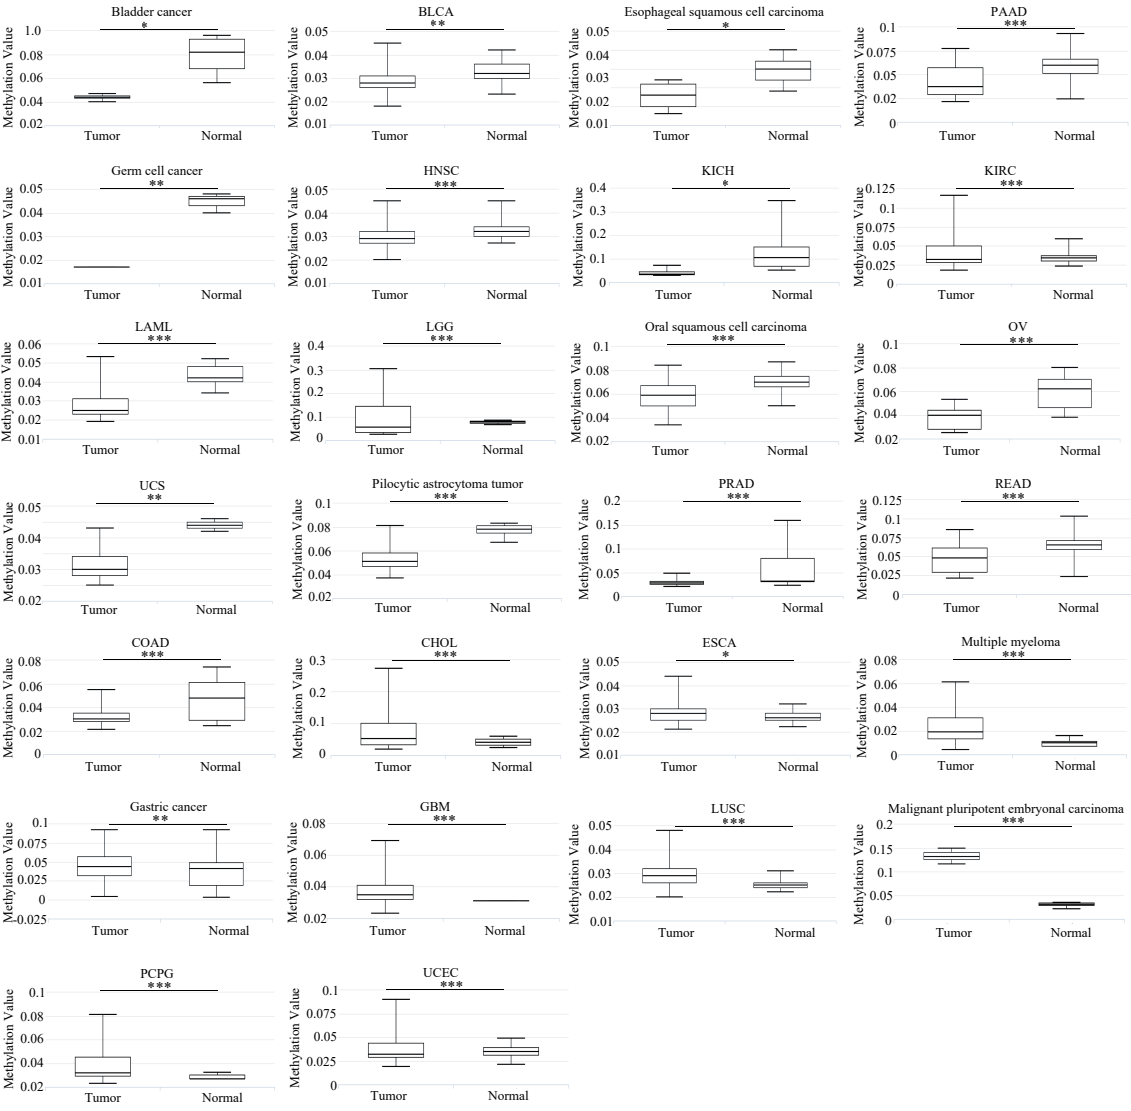 Bladder cancer
*
Methylation Value
1.0
0.08
0.06
0.04
0.02
Tumor Normal
BLCA
**
Methylation Value
0.05
0.04
0.03
0.02
0.01
Tumor Normal
Esophageal squamous cell carcinoma
*
Methylation Value
0.05
0.04
0.03
0.02
0.01
Tumor Normal
PAAD
***
Methylation Value
0.1
0.075
0.05
0.02
0
Tumor Normal
Germ cell cancer
**
Methylation Value
0.05
0.04
0.03
0.02
0.01
Tumor Normal
HNSC
***
Methylation Value
0.05
0.04
0.03
0.02
0.01
Tumor Normal
KICH
*
Methylation Value
0.4
0.3
0.2
0.1
0
Tumor Normal
KIRC
***
Methylation Value
0.125
0.1
0.075
0.05
0.025
0
Tumor Normal
LAML
***
Methylation Value
0.06
0.05
0.04
0.03
0.02
0.01
Tumor Normal
LGG
***
Methylation Value
0.4
0.3
0.2
0.1
0
Tumor Normal
Oral squamous cell carcinoma
***
Methylation Value
0.1
0.08
0.06
0.04
0.02
Tumor Normal
OV
***
Methylation Value
0.1
0.08
0.06
0.04
0.02
Tumor Normal
UCS
**
Methylation Value
0.05
0.04
0.03
0.02
Tumor Normal
Pilocytic astrocytoma tumor
***
Methylation Value
0.1
0.08
0.06
0.04
0.02
Tumor Normal
PRAD
***
Methylation Value
0.2
0.15
0.1
0.05
0
Tumor Normal
READ
***
Methylation Value
0.125
0.1
0.075
0.05
0.025
0
Tumor Normal
COAD
***
Methylation Value
0.08
0.06
0.04
0.02
0
Tumor Normal
CHOL
***
Methylation Value
0.3
0.2
0.1
0
Tumor Normal
ESCA
*
Methylation Value
0.05
0.04
0.03
0.02
0.01
Tumor Normal
Multiple myeloma
***
Methylation Value
0.08
0.06
0.04
0.02
0
Tumor Normal
Gastric cancer
**
Methylation Value
0.1
0.075
0.05
0.025
0
-0.025
Tumor Normal
GBM
***
Methylation Value
0.08
0.06
0.04
0.02
Tumor Normal
LUSC
***
Methylation Value
0.05
0.04
0.03
0.02
0.01
Tumor Normal
Malignant pluripotent embryonal carcinoma
***
Methylation Value
0.2
0.15
0.1
0.05
0
Tumor Normal
PCPG
***
Methylation Value
0.1
0.08
0.06
0.04
0.02
Tumor Normal
UCEC
***
Methylation Value
0.1
0.075
0.05
0.025
0
Tumor Normal